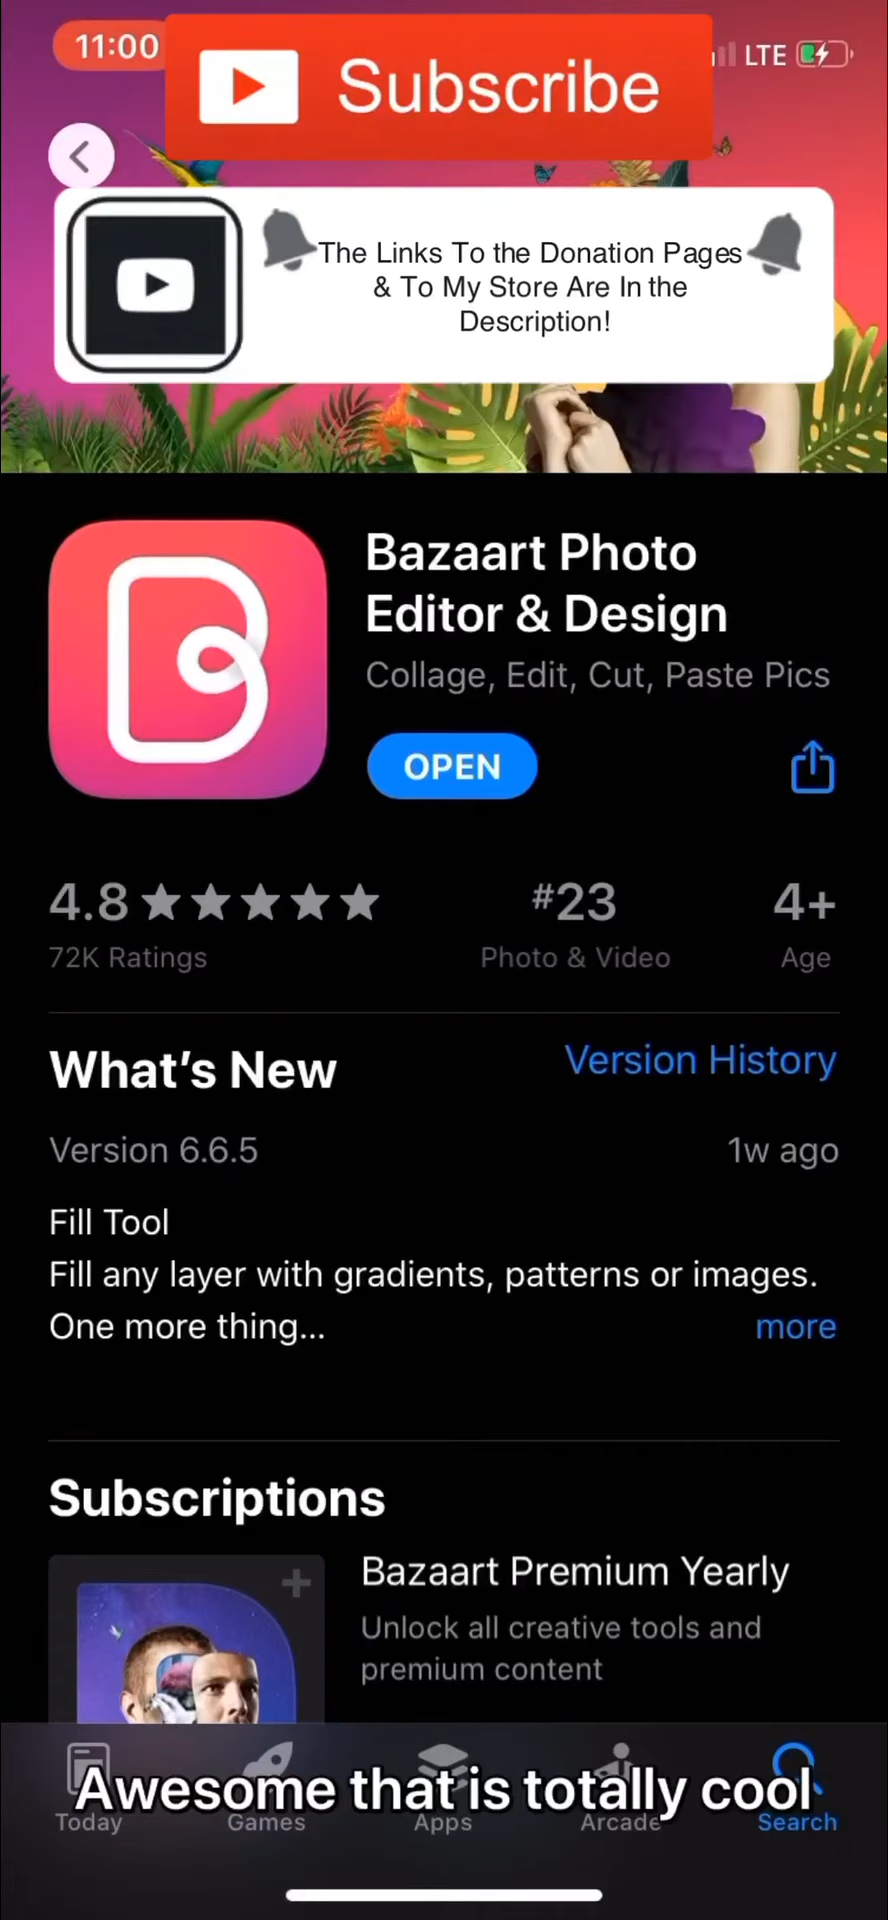 11:00
LTE
Subscribe
The Links To the Donation Pages
& To My Store Are In the
Description!
Bazaart Photo
Editor & Design
Collage, Edit, Cut, Paste Pics
OPEN
4.8
#23
4+
72K Ratings
Photo & Video
Age
What's New
Version History
Version 6.6.5
1w ago
Fill Tool
Fill any layer with gradients, patterns or images.
One more thing...
more
Subscriptions
Bazaart Premium Yearly
Unlock all creative tools and
premium content
Awesome that is totally cool
Today
Games
Apps
Arcade
Search